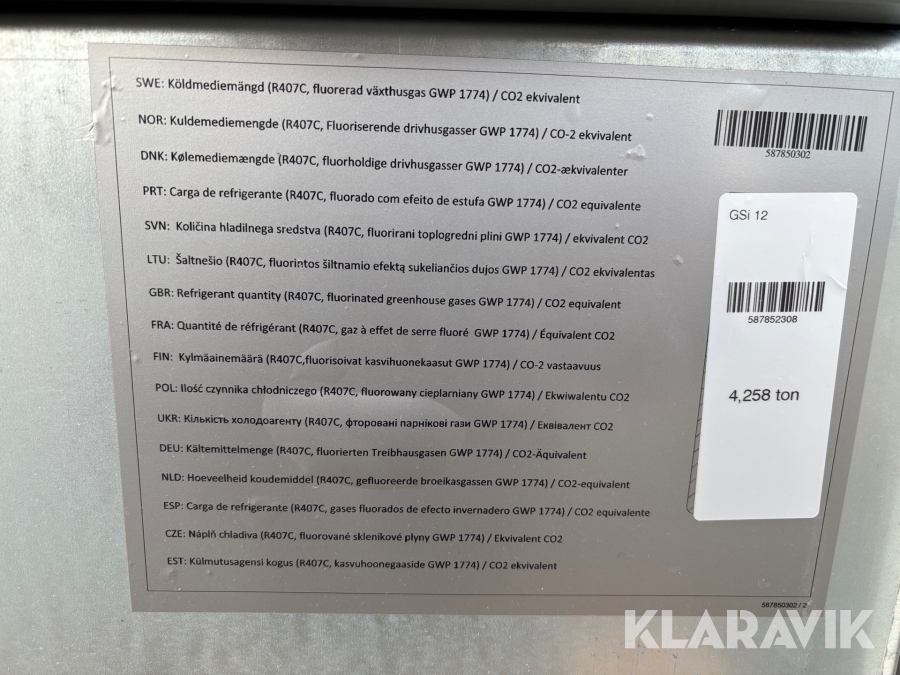 SWE: Köldmediemängd (R407C, fluorerad växthusgas GWP 1774) / CO2 ekvivalent
NOR: Kuldemediemengde (R407C, Fluoriserende drivhusgasser GWP 1774) / CO-2 ekvivalent
DNK: Kølemediemængde (R407C, fluorholdige drivhusgasser GWP 1774) / CO2-ækvivalenter
PRT: Carga de refrigerante (R407C, fluorado com efeito de estufa GWP 1774) / CO2 equivalente
SVN: Količina hladilnega sredstva (R407C, fluorirani toplogredni plini GWP 1774) / ekvivalent CO2
LTU: Šaltnešio (R407C, fluorintos šiltnamio efektą sukeliančios dujos GWP 1774) / CO2 ekvivalentas
GBR: Refrigerant quantity (R407C, fluorinated greenhouse gases GWP 1774) / CO2 equivalent
FRA: Quantité de réfrigérant (R407C, gaz à effet de serre fluoré GWP 1774) / Équivalent CO2
FIN: Kylmäainemäärä (R407C,fluorisoivat kasvihuonekaasut GWP 1774) / CO-2 vastaavuus
POL: Ilość czynnika chłodniczego (R407C, fluorowany cieplarniany GWP 1774) / Ekwiwalentu CO2
UKR: Кількість холодоагенту (R407C, фторовані парникові гази GWP 1774) / Еквівалент CO2
DEU: Kältemittelmenge (R407C, fluorierten Treibhausgasen GWP 1774) / CO2-Äquivalent
NLD: Hoeveelheid koudemiddel (R407C, gefluoreerde broeikasgassen GWP 1774) / CO2-equivalent
ESP: Carga de refrigerante (R407C, gases fluorados de efecto invernadero GWP 1774) / CO2 equivalente
CZE: Náplň chladiva (R407C, fluorované skleníkové plyny GWP 1774) / Ekvivalent CO2
EST: Külmutusagensi kogus (R407C, kasvuhoonegaaside GWP 1774) / CO2 ekvivalent
587850302
GSi 12
587852308
4,258 ton
587850302 / 2
KLARAVIK